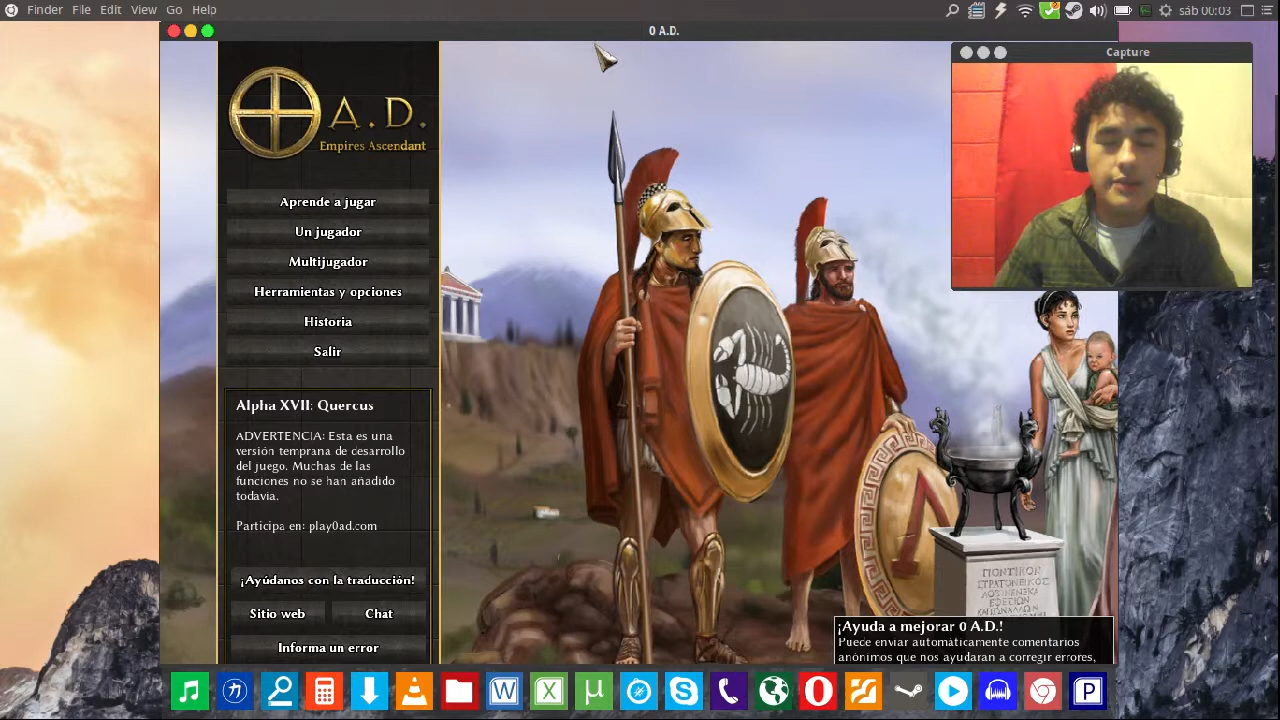 Finder File Edit View Go Help
sáb 00:03
0 A.D.
Capture
A.D.
Empires Ascendant
Aprende a jugar
Un jugador
Multijugador
Herramientas y opciones
Historia
Salir
Alpha XVII: Quercus
ADVERTENCIA: Esta es una
versión temprana de desarrollo
del juego. Muchas de las
funciones no se han añadido
todavía.
Participa en: play0ad.com
¡Ayúdanos con la traducción!
Sitio web
Chat
Informa un error
ΠΟΝΤΙΚΟΝ
ΣΤΡΑΤΟΝΕΙΚΟΣ
¡Ayuda a mejorar 0 A.D.!
Puede enviar automáticamente comentarios
anónimos que nos ayudaran a corregir errores,
W X μ S P